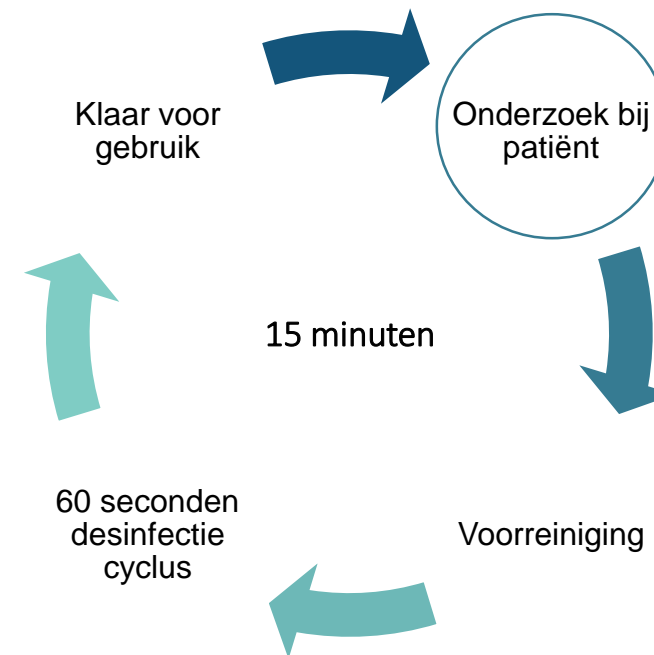 Klaar voor
gebruik
Onderzoek bij
patiënt
15 minuten
60 seconden
desinfectie
cyclus
Voorreiniging